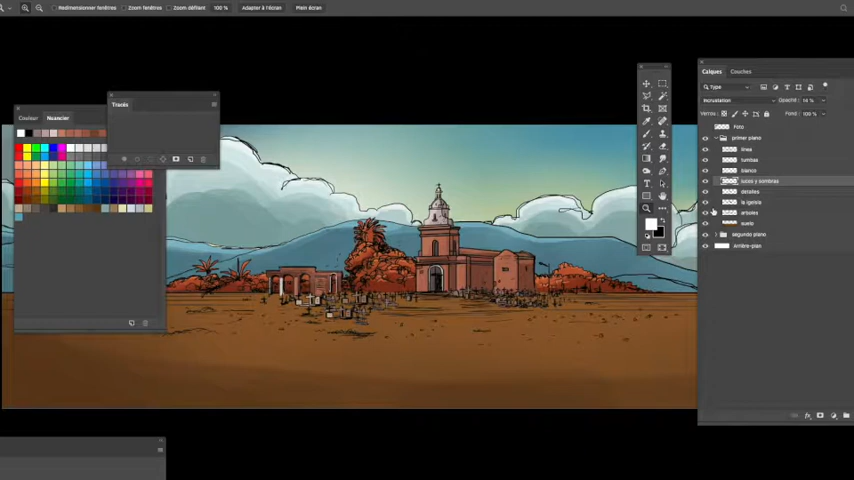 Redimensionner fenêtres Zoom fenêtres Zoom défilant 100 % Adapter à l'écran Plein écran
Tracés
Couleur Nuancier
Calques Couches
Type
Incrustation Opacité : 14 %
Verrou : Fond : 100 %
Foto
primer plano
linea
tumbas
blanco
luces y sombras
detalles
la iglesia
arboles
suelo
segundo plano
Arrière-plan